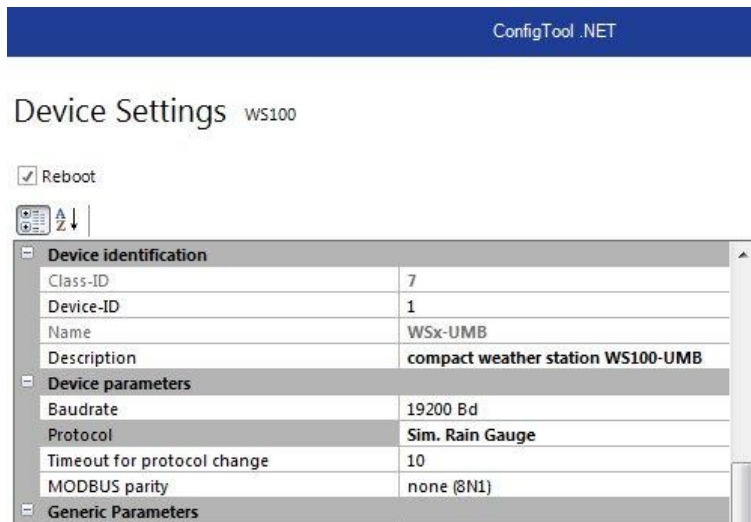 ConfigTool .NET
Device Settings WS100
Reboot
A
Z
Device identification
Class-ID 7
Device-ID 1
Name WSx-UMB
Description compact weather station WS100-UMB
Device parameters
Baudrate 19200 Bd
Protocol Sim. Rain Gauge
Timeout for protocol change 10
MODBUS parity none (8N1)
Generic Parameters